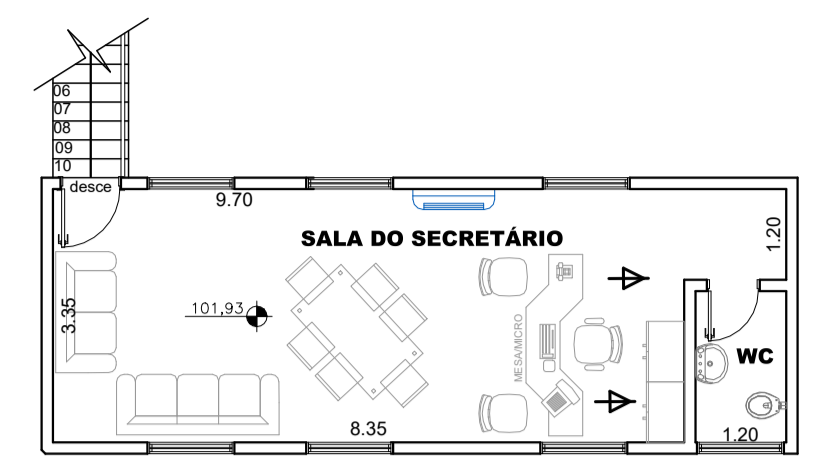 06
07
08
09
10
desce
9.70
SALA DO SECRETÁRIO
1.20
3.35
101,93
MESA/MICRO
WC
8.35
1.20